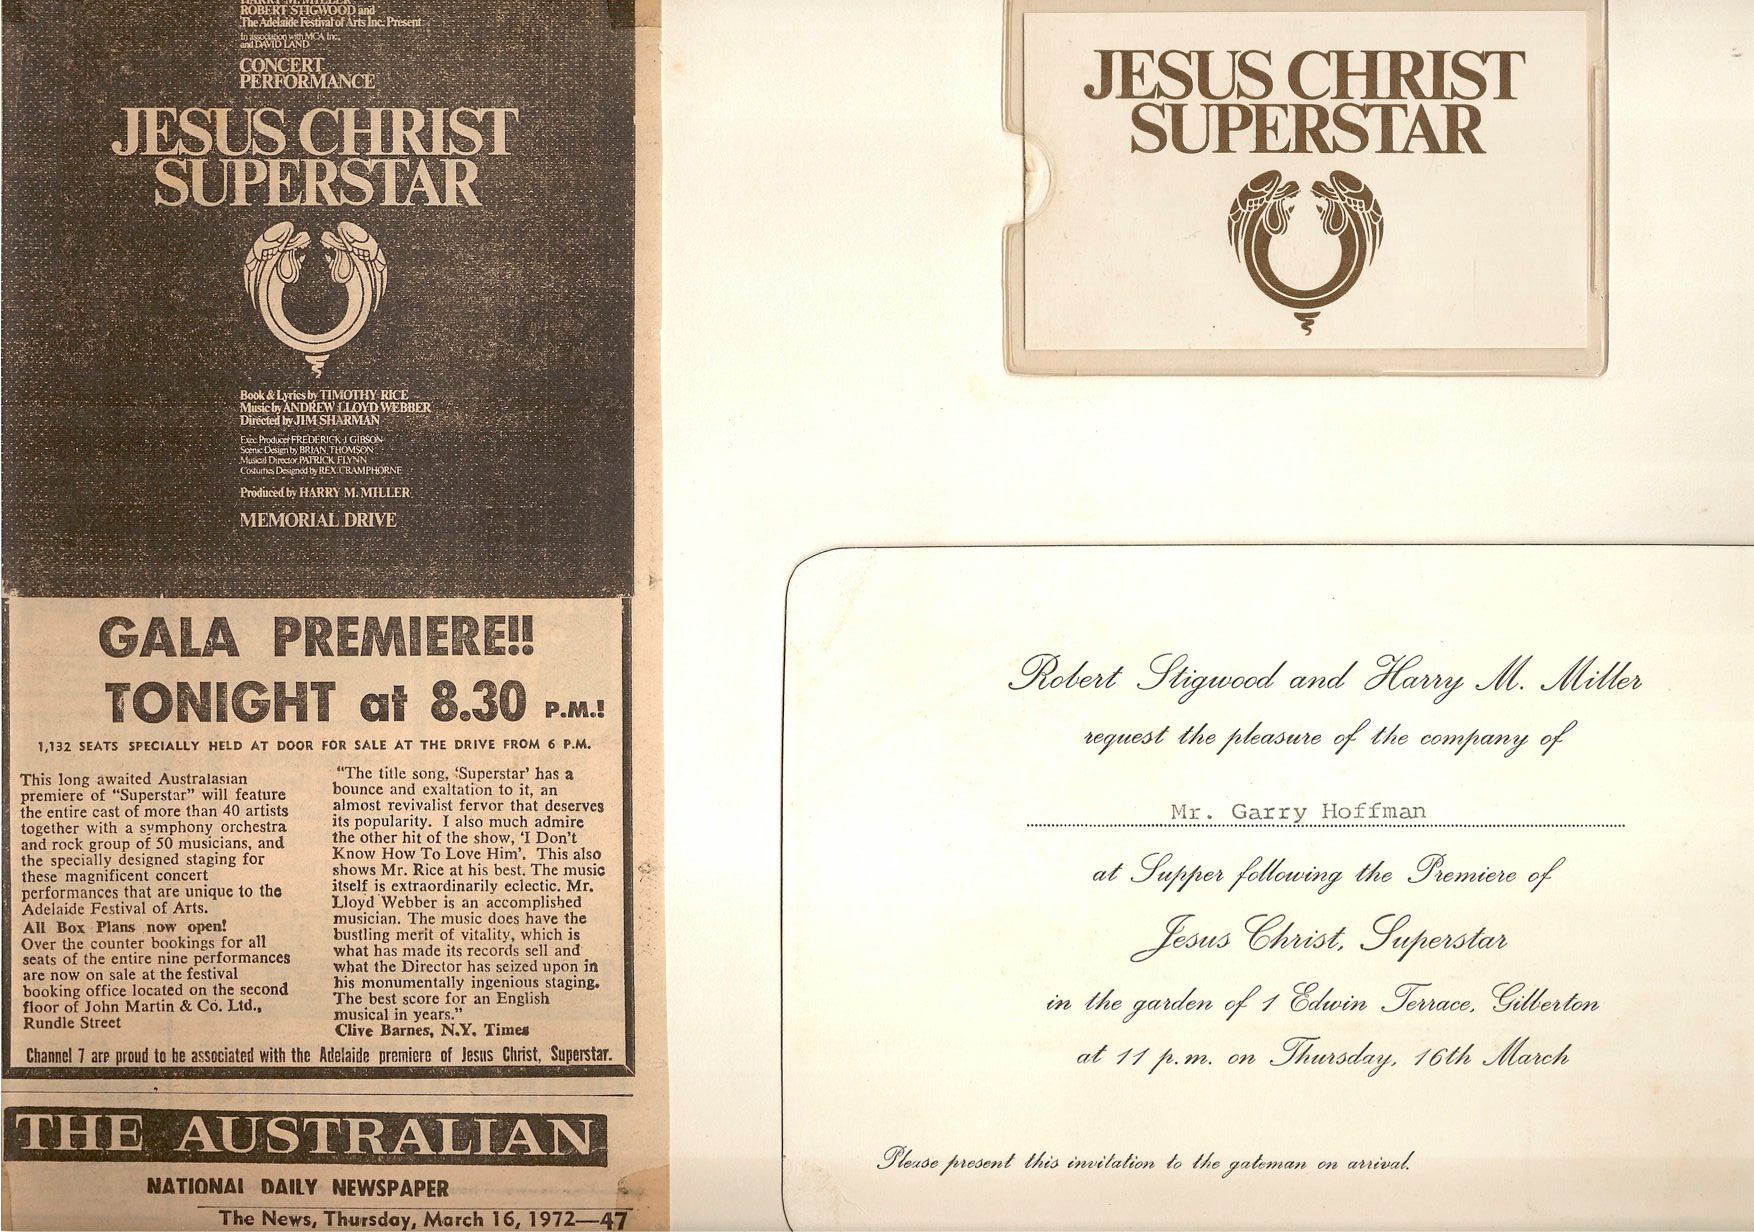 HARRY M. MILLER
ROBERT STIGWOOD and
The Adelaide Festival of Arts Inc. Present
In association with MCA Inc.
and DAVID LAND
CONCERT
PERFORMANCE
JESUS CHRIST
SUPERSTAR
Book & Lyrics by TIMOTHY RICE
Music by ANDREW LLOYD WEBBER
Directed by JIM SHARMAN
Exec Producer FREDERICK J GIBSON
Scenic Design by BRIAN THOMSON
Musical Director PATRICK FLYNN
Costumes Designed by REX CRAMPHORNE
Produced by HARRY M. MILLER
MEMORIAL DRIVE
GALA PREMIERE!!
TONIGHT at 8.30 P.M.!
1,132 SEATS SPECIALLY HELD AT DOOR FOR SALE AT THE DRIVE FROM 6 P.M.
This long awaited Australasian
premiere of "Superstar" will feature
the entire cast of more than 40 artists
together with a symphony orchestra
and rock group of 50 musicians, and
the specially designed staging for
these magnificent concert
performances that are unique to the
Adelaide Festival of Arts.
All Box Plans now open!
Over the counter bookings for all
seats of the entire nine performances
are now on sale at the festival
booking office located on the second
floor of John Martin & Co. Ltd.,
Rundle Street
"The title song, 'Superstar' has a
bounce and exaltation to it, an
almost revivalist fervor that deserves
its popularity. I also much admire
the other hit of the show, 'I Don't
Know How To Love Him'. This also
shows Mr. Rice at his best. The music
itself is extraordinarily eclectic. Mr.
Lloyd Webber is an accomplished
musician. The music does have the
bustling merit of vitality, which is
what has made its records sell and
what the Director has seized upon in
his monumentally ingenious staging.
The best score for an English
musical in years."
Clive Barnes, N.Y. Times
Channel 7 are proud to be associated with the Adelaide premiere of Jesus Christ, Superstar.
THE AUSTRALIAN
NATIONAL DAILY NEWSPAPER
The News, Thursday, March 16, 1972—47
JESUS CHRIST
SUPERSTAR
Robert Stigwood and Harry M. Miller
request the pleasure of the company of
Mr. Garry Hoffman
at Supper following the Premiere of
Jesus Christ, Superstar
in the garden of 1 Edwin Terrace, Gilberton
at 11 p.m. on Thursday, 16th March
Please present this invitation to the gateman on arrival.